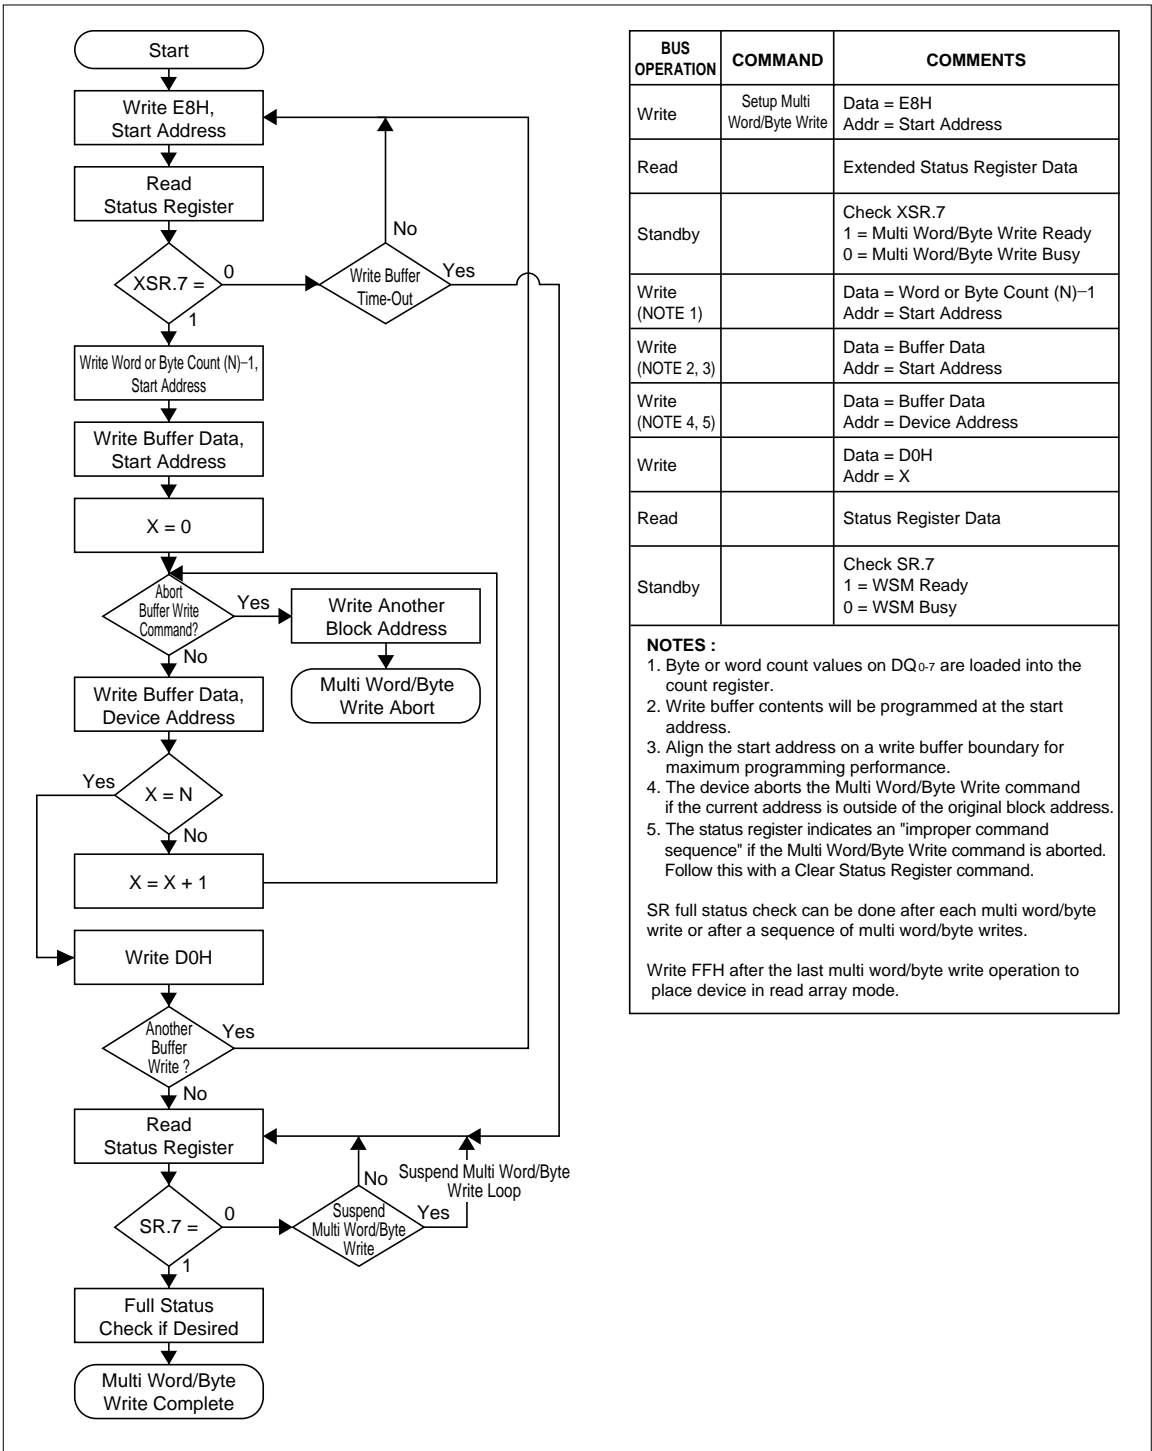 Start
Write E8H,
Start Address
Read
Status Register
XSR.7 =
0
1
Write Buffer
Time-Out
No
Yes
Write Word or Byte Count (N)−1,
Start Address
Write Buffer Data,
Start Address
X = 0
Abort
Buffer Write
Command?
Yes
No
Write Another
Block Address
Multi Word/Byte
Write Abort
Write Buffer Data,
Device Address
X = N
Yes
No
X = X + 1
Write D0H
Another
Buffer
Write ?
Yes
No
Read
Status Register
SR.7 =
0
1
Suspend
Multi Word/Byte
Write
No
Yes
Suspend Multi Word/Byte
Write Loop
Full Status
Check if Desired
Multi Word/Byte
Write Complete
BUS
OPERATION
COMMAND
COMMENTS
Write
Setup Multi
Word/Byte Write
Data = E8H
Addr = Start Address
Read
Extended Status Register Data
Standby
Check XSR.7
1 = Multi Word/Byte Write Ready
0 = Multi Word/Byte Write Busy
Write
(NOTE 1)
Data = Word or Byte Count (N)−1
Addr = Start Address
Write
(NOTE 2, 3)
Data = Buffer Data
Addr = Start Address
Write
(NOTE 4, 5)
Data = Buffer Data
Addr = Device Address
Write
Data = D0H
Addr = X
Read
Status Register Data
Standby
Check SR.7
1 = WSM Ready
0 = WSM Busy
NOTES :
1. Byte or word count values on DQ0-7 are loaded into the
count register.
2. Write buffer contents will be programmed at the start
address.
3. Align the start address on a write buffer boundary for
maximum programming performance.
4. The device aborts the Multi Word/Byte Write command
if the current address is outside of the original block address.
5. The status register indicates an "improper command
sequence" if the Multi Word/Byte Write command is aborted.
Follow this with a Clear Status Register command.
SR full status check can be done after each multi word/byte
write or after a sequence of multi word/byte writes.
Write FFH after the last multi word/byte write operation to
place device in read array mode.